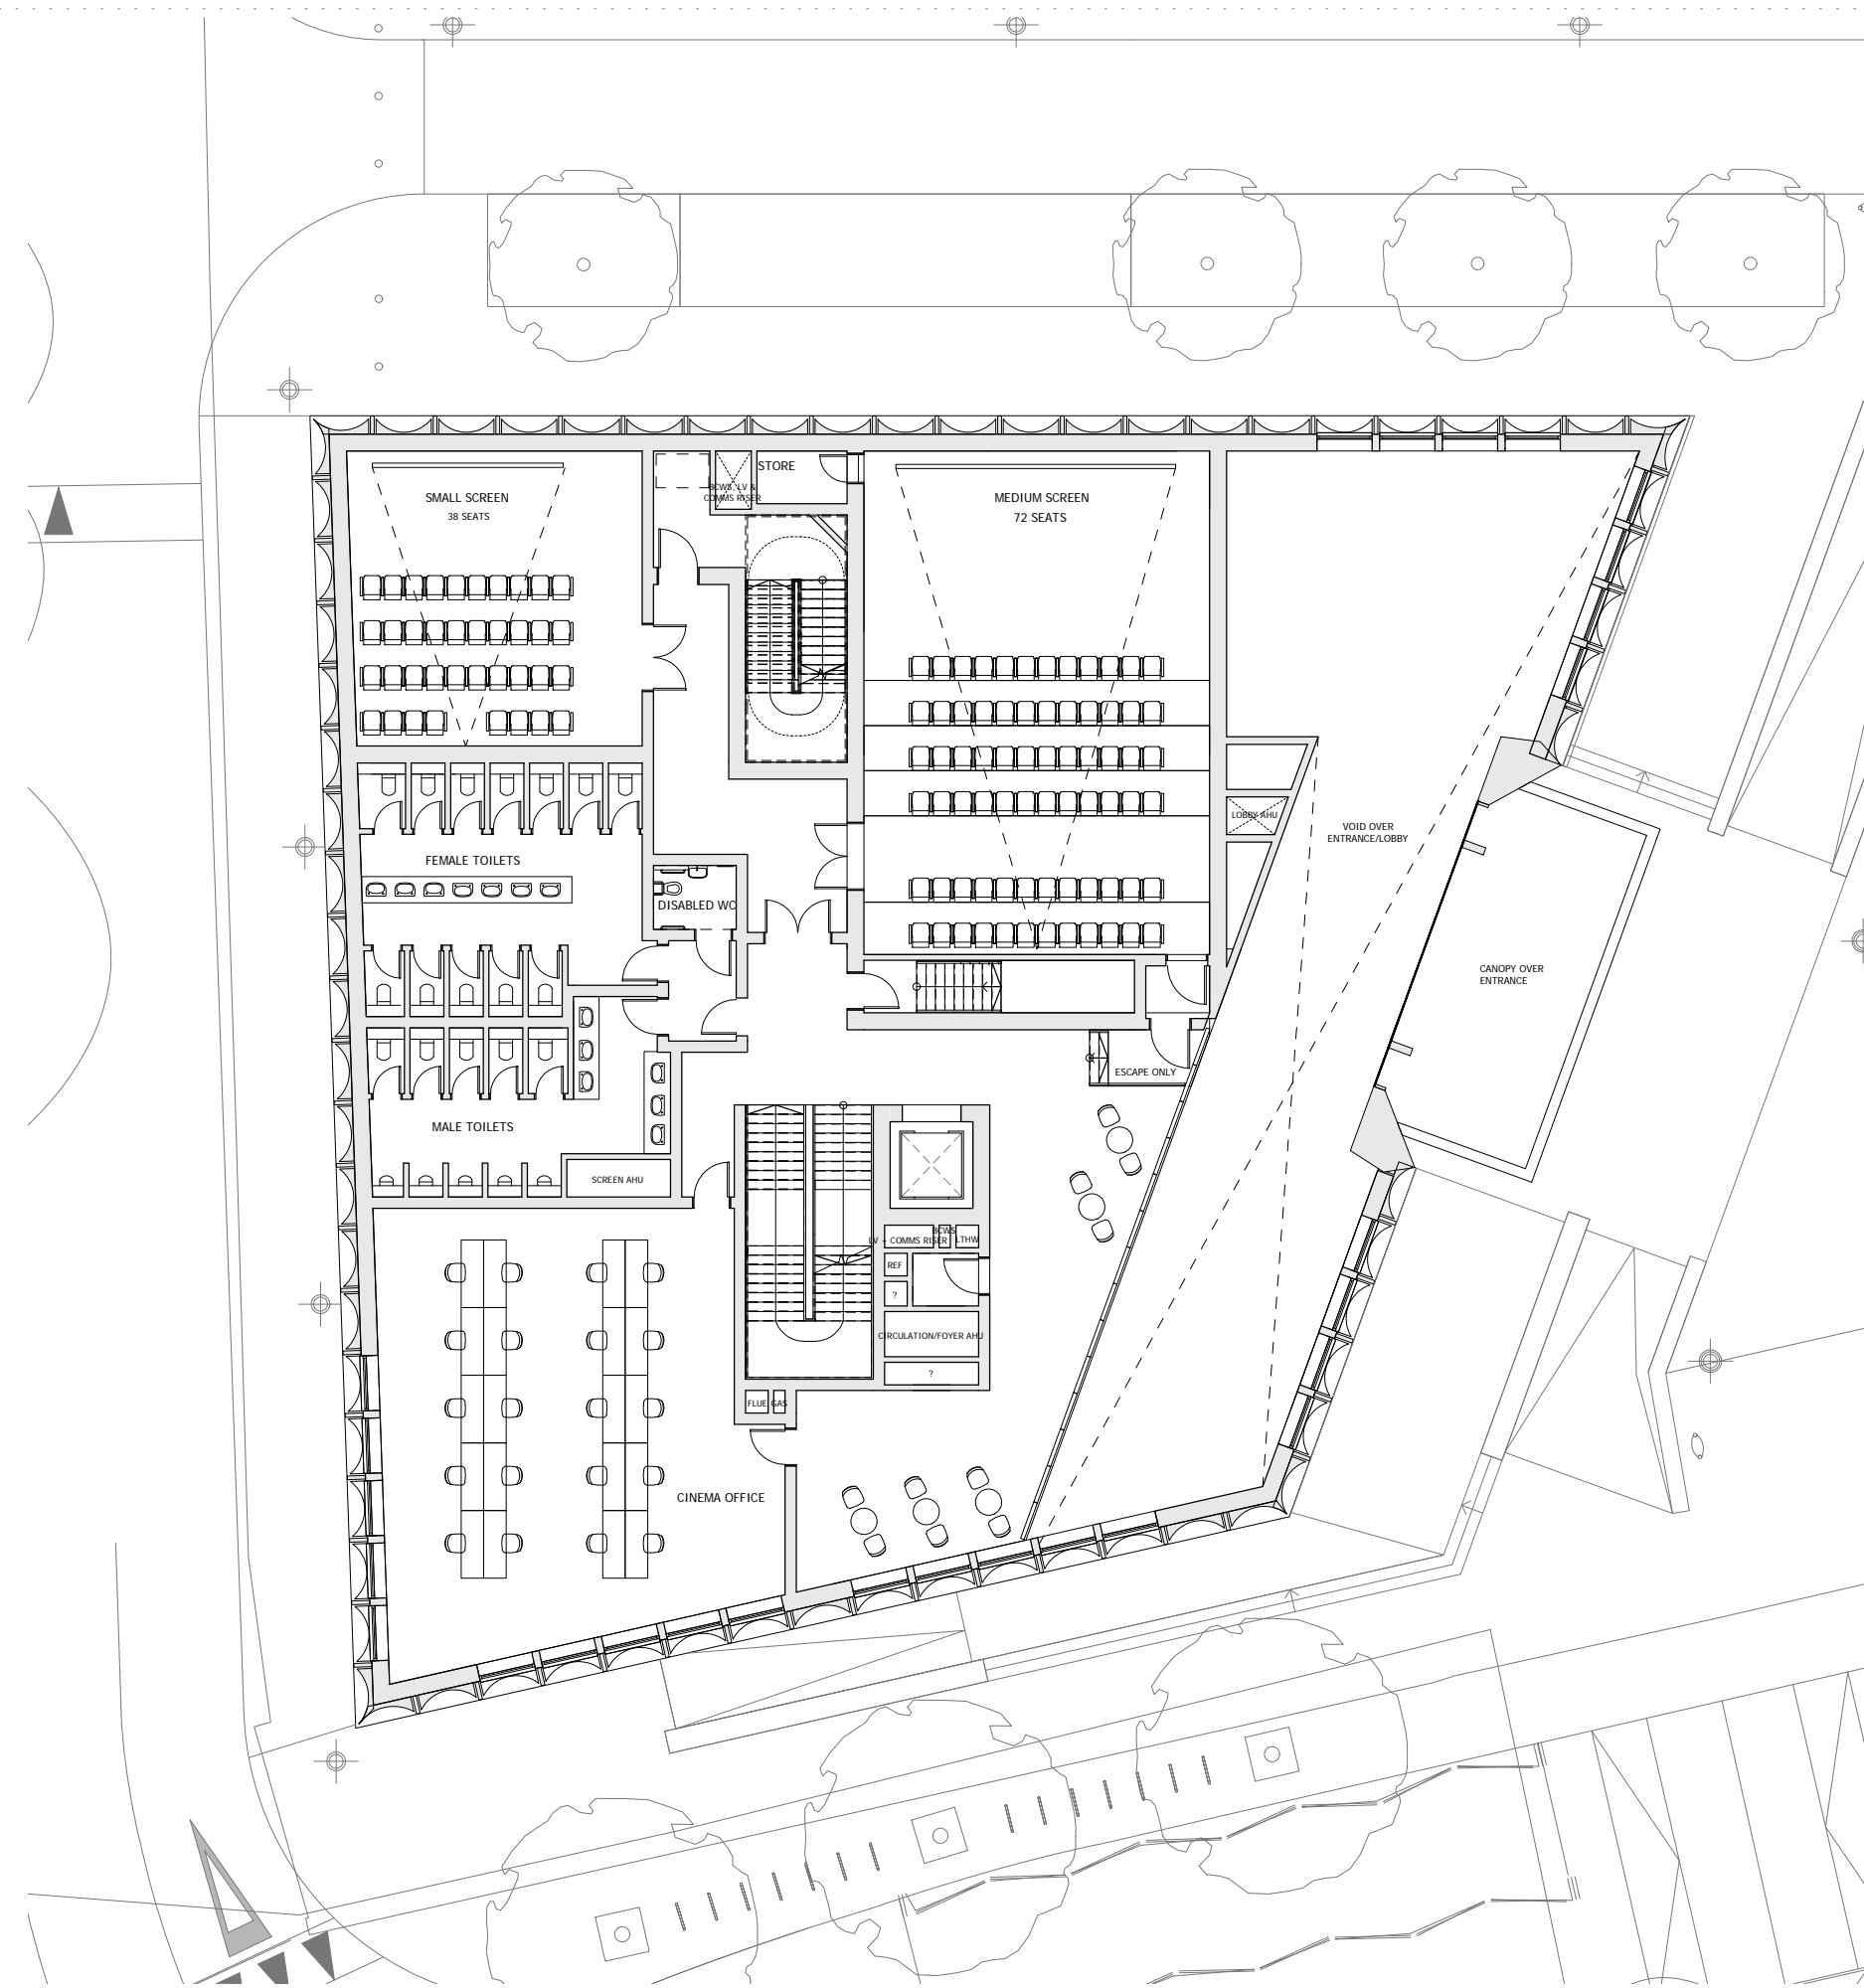 STORE
SMALL SCREEN
38 SEATS
BCWS, LV &
COMMS RISER
MEDIUM SCREEN
72 SEATS
LOBBY AHU
VOID OVER
ENTRANCE/LOBBY
FEMALE TOILETS
DISABLED WC
CANOPY OVER
ENTRANCE
ESCAPE ONLY
MALE TOILETS
SCREEN AHU
BCWS
LV + COMMS RISER
LTHW
REF
?
CIRCULATION/FOYER AHU
?
FLUE
GAS
CINEMA OFFICE